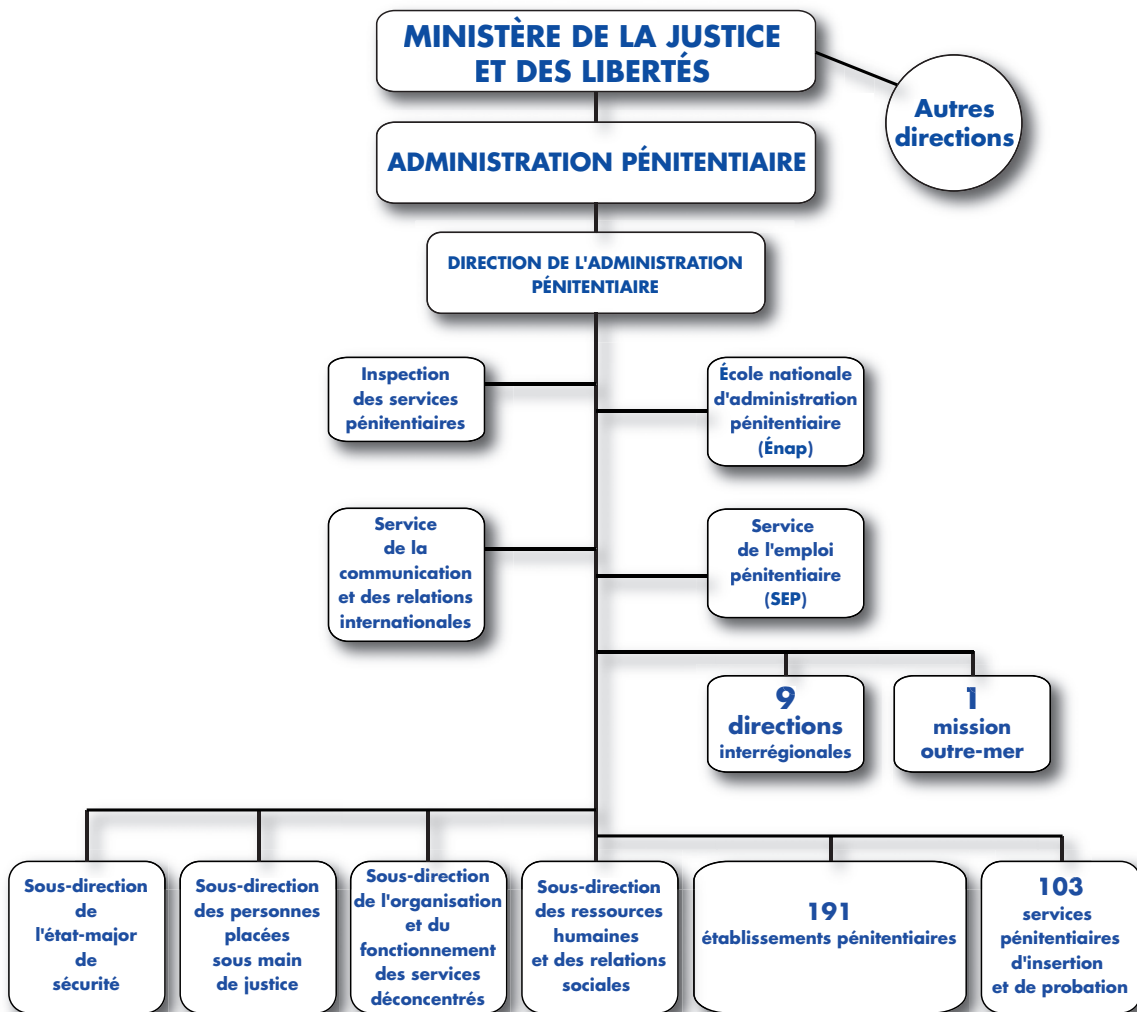 MINISTÈRE DE LA JUSTICE
ET DES LIBERTÉS
Autres
directions
ADMINISTRATION PÉNITENTIAIRE
DIRECTION DE L'ADMINISTRATION
PÉNITENTIAIRE
Inspection
des services
pénitentiaires
École nationale
d'administration
pénitentiaire
(Énap)
Service
de la
communication
et des relations
internationales
Service
de l'emploi
pénitentiaire
(SEP)
9
directions
interrégionales
1
mission
outre-mer
Sous-direction
de
l'état-major
de
sécurité
Sous-direction
des personnes
placées
sous main
de justice
Sous-direction
de l'organisation
et du
fonctionnement
des services
déconcentrés
Sous-direction
des ressources
humaines
et des relations
sociales
191
établissements pénitentiaires
103
services
pénitentiaires
d'insertion
et de probation